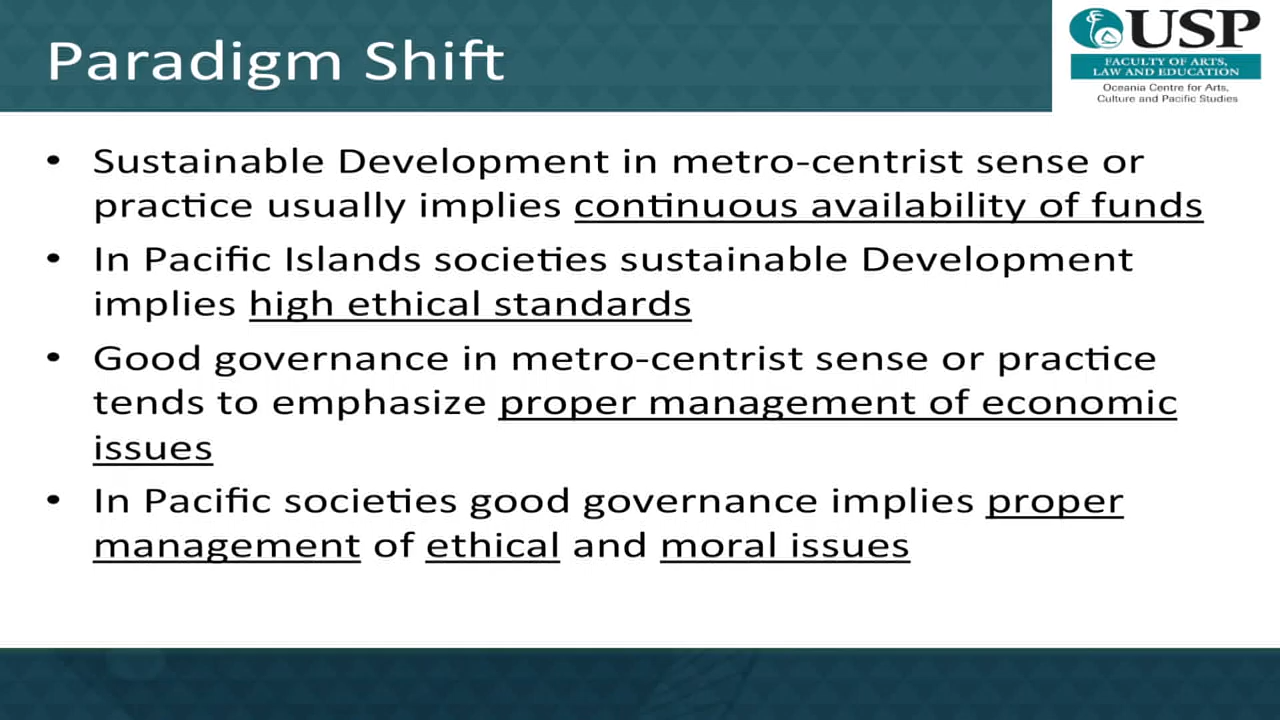 Paradigm Shift
USP
FACULTY OF ARTS,
LAW AND EDUCATION
Oceania Centre for Arts,
Culture and Pacific Studies
• Sustainable Development in metro-centrist sense or
practice usually implies continuous availability of funds
• In Pacific Islands societies sustainable Development
implies high ethical standards
• Good governance in metro-centrist sense or practice
tends to emphasize proper management of economic
issues
• In Pacific societies good governance implies proper
management of ethical and moral issues